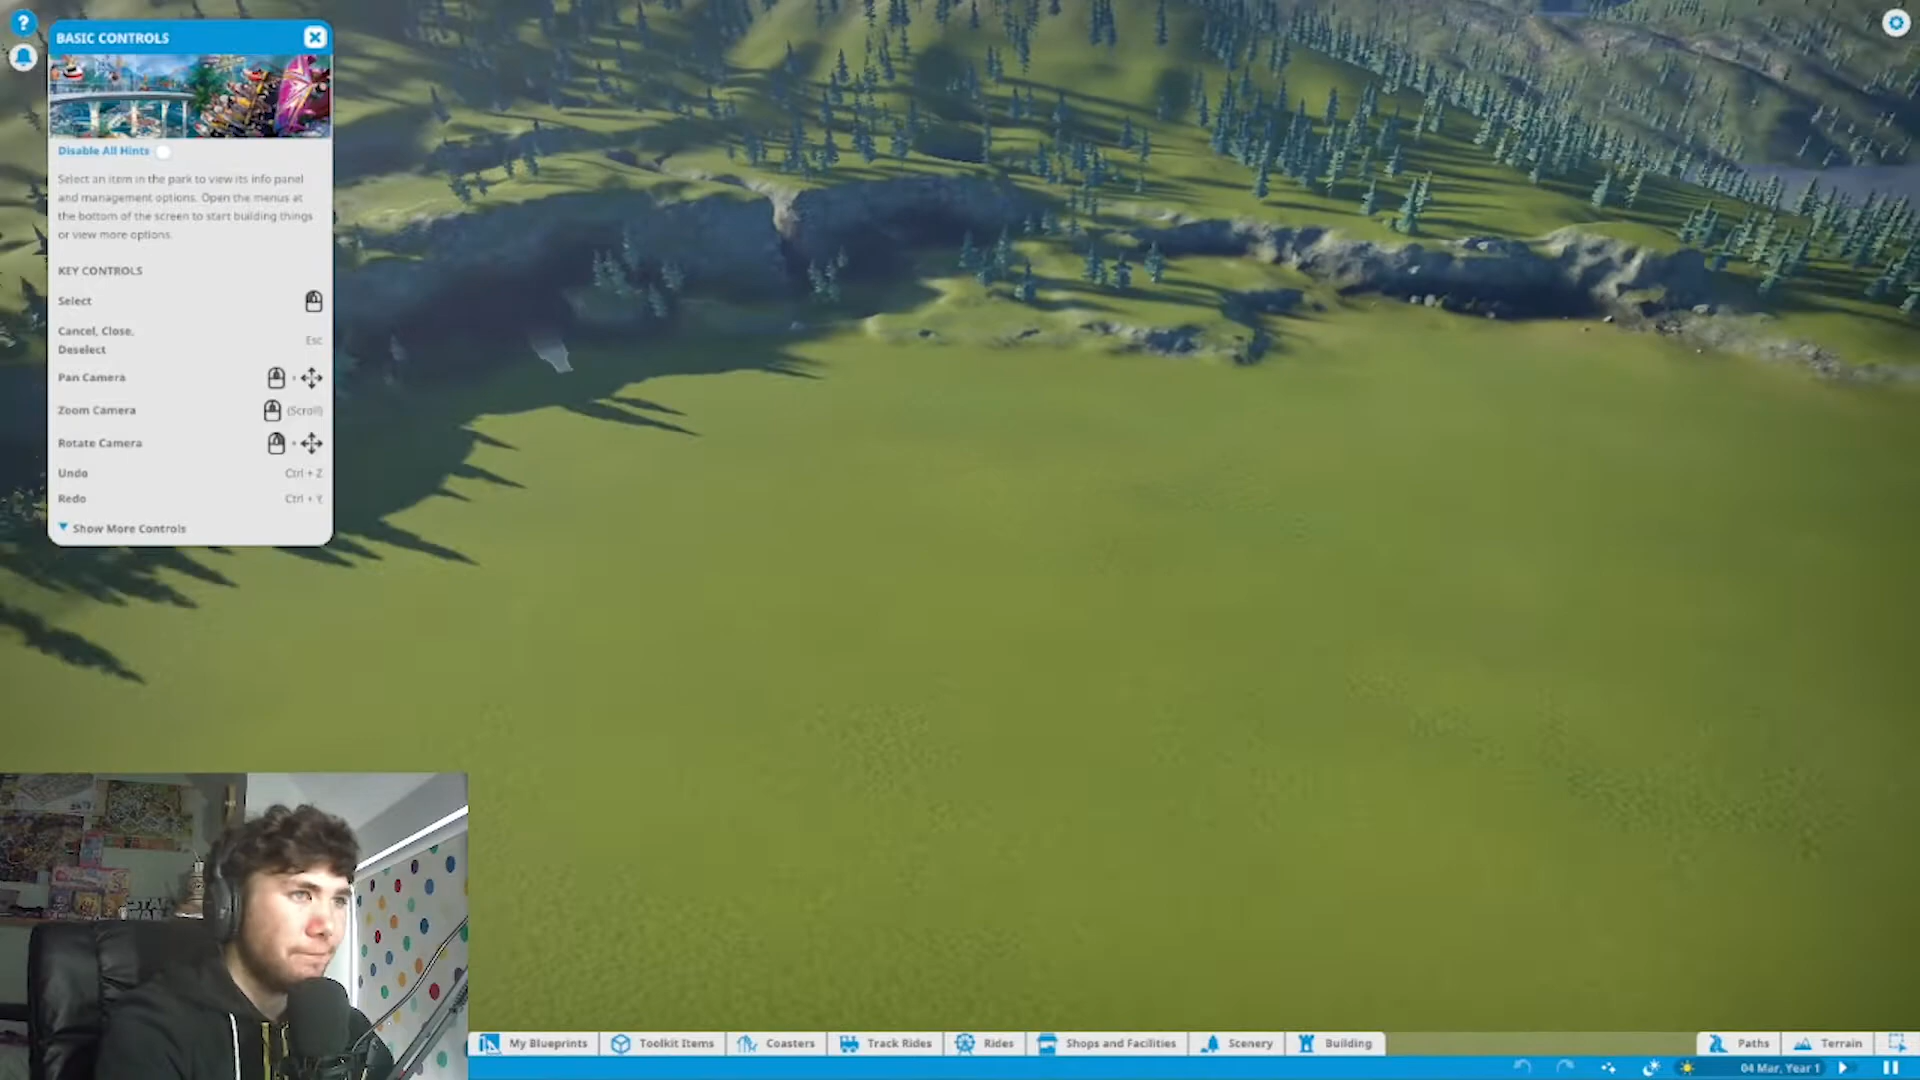 BASIC CONTROLS
Disable All Hints
Select an item in the park to view its info panel
and management options. Open the menus at
the bottom of the screen to start building things
or view more options.
KEY CONTROLS
Select
Cancel, Close,
Deselect
Esc
Pan Camera
Zoom Camera
(Scroll)
Rotate Camera
Undo
Ctrl + Z
Redo
Ctrl + Y
Show More Controls
My Blueprints
Toolkit Items
Coasters
Track Rides
Rides
Shops and Facilities
Scenery
Building
Paths
Terrain
04 Mar, Year 1